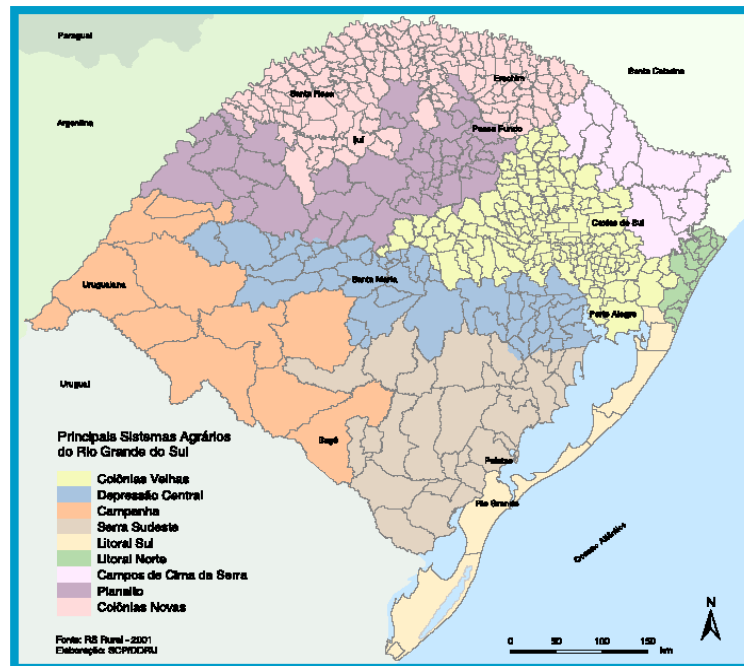 Paraguai
Santa Catarina
Erechim
Santa Rosa
Argentina
Passo Fundo
Ijuí
Caxias do Sul
Santa Maria
Uruguaiana
Porto Alegre
Uruguai
Bagé
Pelotas
Rio Grande
Oceano Atlântico
Principais Sistemas Agrários
do Rio Grande do Sul
Colônias Velhas
Depressão Central
Campanha
Serra Sudeste
Litoral Sul
Litoral Norte
Campos de Cima da Serra
Planalto
Colônias Novas
Fonte: RS Rural - 2001
Elaboração: SCP/DDRU
N
0 50 100 150
km